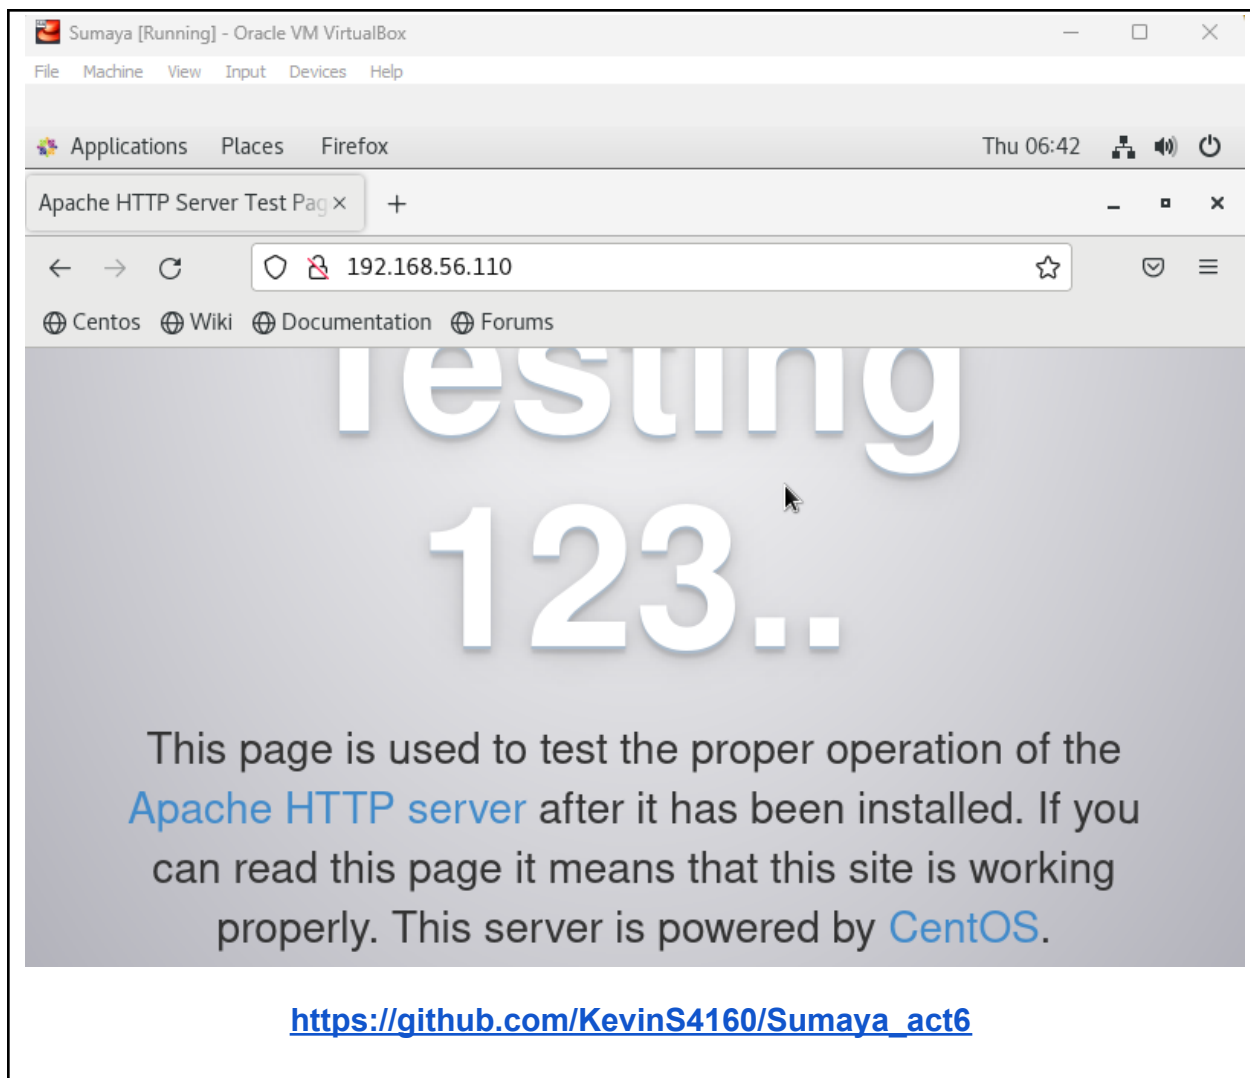 Sumaya [Running] - Oracle VM VirtualBox
File Machine View Input Devices Help
Applications Places Firefox Thu 06:42
Apache HTTP Server Test Pag
192.168.56.110
Centos Wiki Documentation Forums
Testing
123..
This page is used to test the proper operation of the
Apache HTTP server after it has been installed. If you
can read this page it means that this site is working
properly. This server is powered by CentOS.
https://github.com/KevinS4160/Sumaya_act6